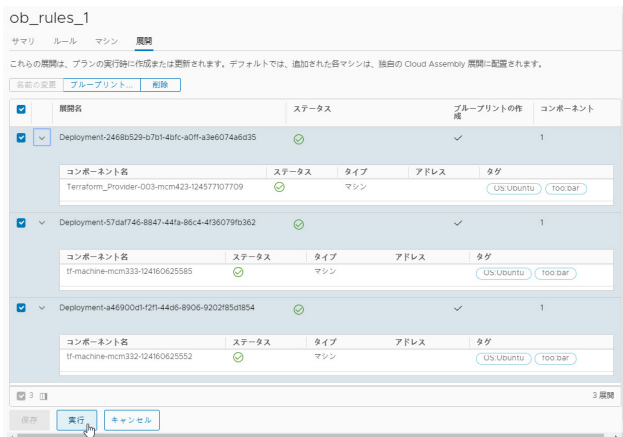 ob_rules_1
サマリ ルール マシン 展開
これらの展開は、プランの実行時に作成または更新されます。デフォルトでは、追加された各マシンは、独自の Cloud Assembly 展開に配置されます。
名前の変更 ブループリント... 削除
展開名 ステータス ブループリントの作成 コンポーネント
Deployment-2468b529-b7b1-4bfc-a0ff-a3e6074a6d35 1
コンポーネント名 ステータス タイプ アドレス タグ
Terraform_Provider-003-mcm423-124577107709 マシン OS:Ubuntu foo:bar
Deployment-57daf746-8847-44fa-86c4-4f36079fb362 1
コンポーネント名 ステータス タイプ アドレス タグ
tf-machine-mcm333-124160625585 マシン OS:Ubuntu foo:bar
Deployment-a46900d1-f2f1-44d6-8906-9202f85d1854 1
コンポーネント名 ステータス タイプ アドレス タグ
tf-machine-mcm332-124160625552 マシン OS:Ubuntu foo:bar
3 3 展開
保存 実行 キャンセル